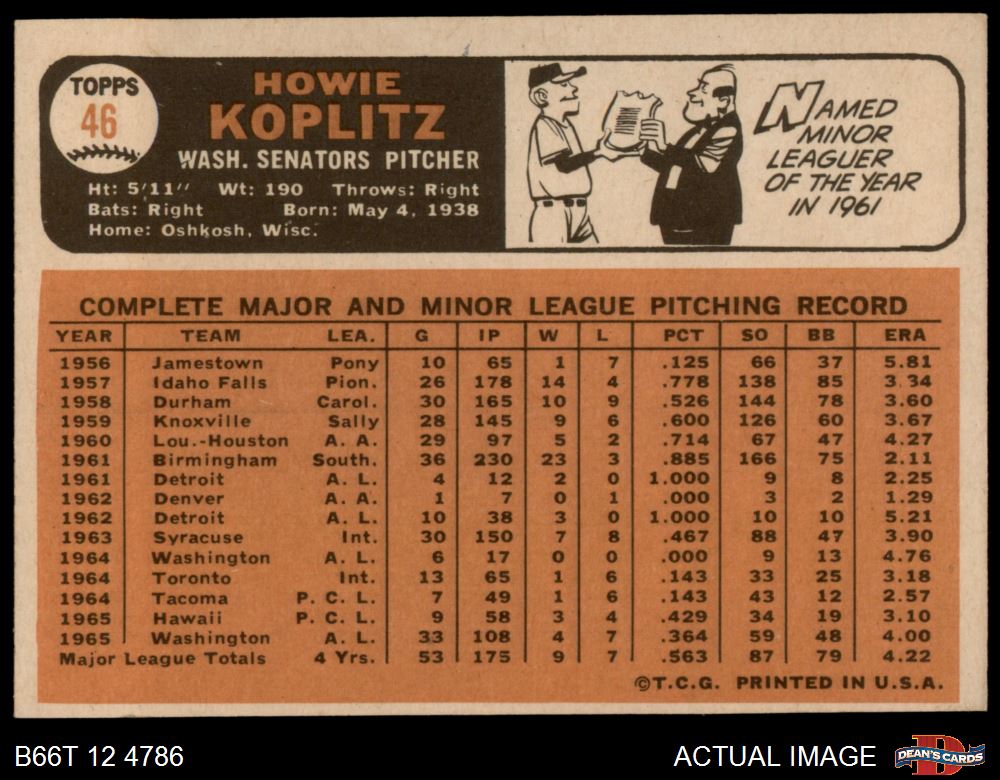 TOPPS
46
HOWIE
KOPLITZ
WASH. SENATORS PITCHER
Ht: 5'11" Wt: 190 Throws: Right
Bats: Right Born: May 4, 1938
Home: Oshkosh, Wisc.
NAMED
MINOR
LEAGUER
OF THE YEAR
IN 1961
COMPLETE MAJOR AND MINOR LEAGUE PITCHING RECORD
YEAR TEAM LEA. G IP W L PCT SO BB ERA
1956 Jamestown Pony 10 65 1 7 .125 66 37 5.81
1957 Idaho Falls Pion. 26 178 14 4 .778 138 85 3.34
1958 Durham Carol. 30 165 10 9 .526 144 78 3.60
1959 Knoxville Sally 28 145 9 6 .600 126 60 3.67
1960 Lou.-Houston A. A. 29 97 5 2 .714 67 47 4.27
1961 Birmingham South. 36 230 23 3 .885 166 75 2.11
1961 Detroit A. L. 4 12 2 0 1.000 9 8 2.25
1962 Denver A. A. 1 7 0 1 .000 3 2 1.29
1962 Detroit A. L. 10 38 3 0 1.000 10 10 5.21
1963 Syracuse Int. 30 150 7 8 .467 88 47 3.90
1964 Washington A. L. 6 17 0 0 .000 9 13 4.76
1964 Toronto Int. 13 65 1 6 .143 33 25 3.18
1964 Tacoma P. C. L. 7 49 1 6 .143 43 12 2.57
1965 Hawaii P. C. L. 9 58 3 4 .429 34 19 3.10
1965 Washington A. L. 33 108 4 7 .364 59 48 4.00
Major League Totals 4 Yrs. 53 175 9 7 .563 87 79 4.22
©T.C.G. PRINTED IN U.S.A.
B66T 12 4786
ACTUAL IMAGE
DEAN'S CARDS